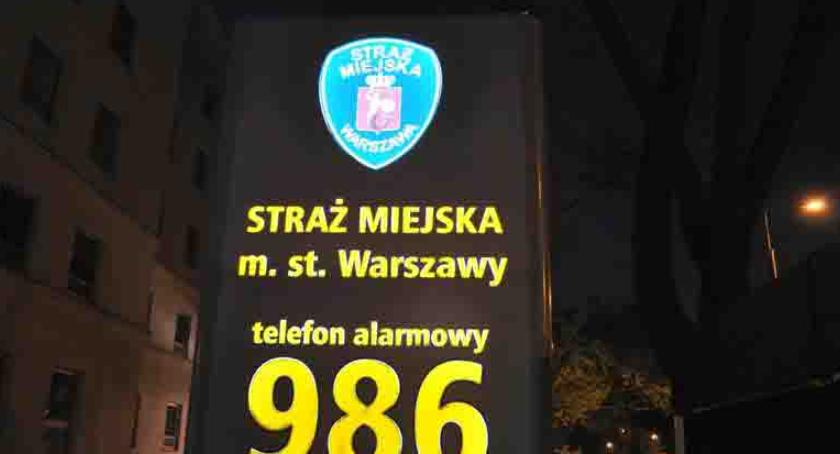 STRAŻ
MIEJSKA
WARSZAWA
STRAŻ MIEJSKA
m. st. Warszawy
telefon alarmowy
986